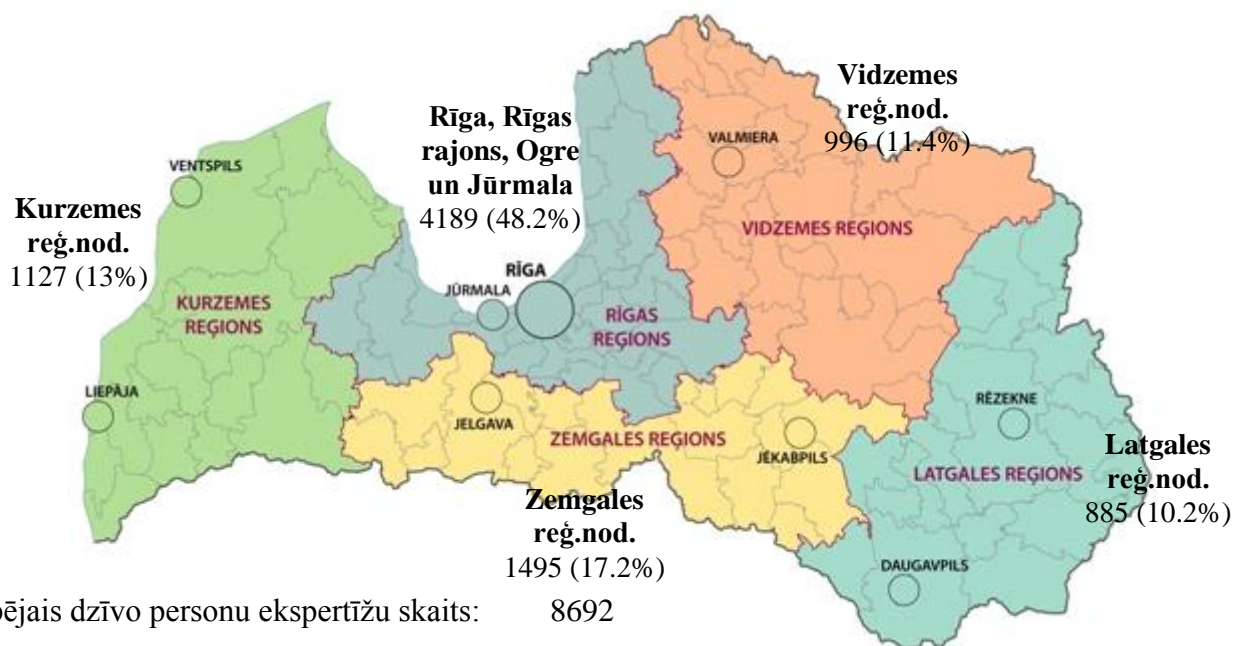 Vidzemes
reģ.nod.
996 (11.4%)
Rīga, Rīgas
rajons, Ogre
un Jūrmala
4189 (48.2%)
VALMIERA
VENTSPILS
Kurzemes
reģ.nod.
1127 (13%)
VIDZEMES REĢIONS
RĪGA
JŪRMALA
KURZEMES
REĢIONS
RĪGAS
REĢIONS
LIEPĀJA
JELGAVA
ZEMGALES REĢIONS
JĒKABPILS
RĒZEKNE
LATGALES REĢIONS
Latgales
reģ.nod.
885 (10.2%)
Zemgales
reģ.nod.
1495 (17.2%)
DAUGAVPILS
pējais dzīvo personu ekspertīžu skaits: 8692